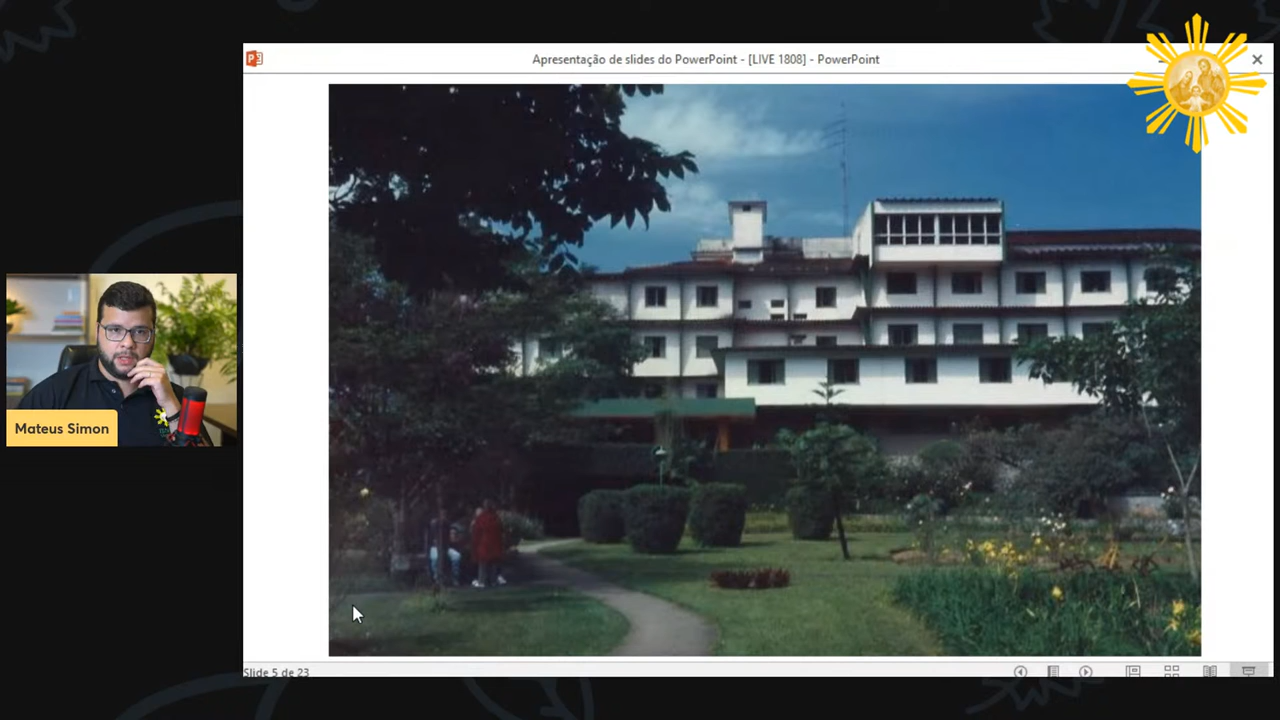 Apresentação de slides do PowerPoint - [LIVE 1808] - PowerPoint
Mateus Simon
Slide 5 de 23